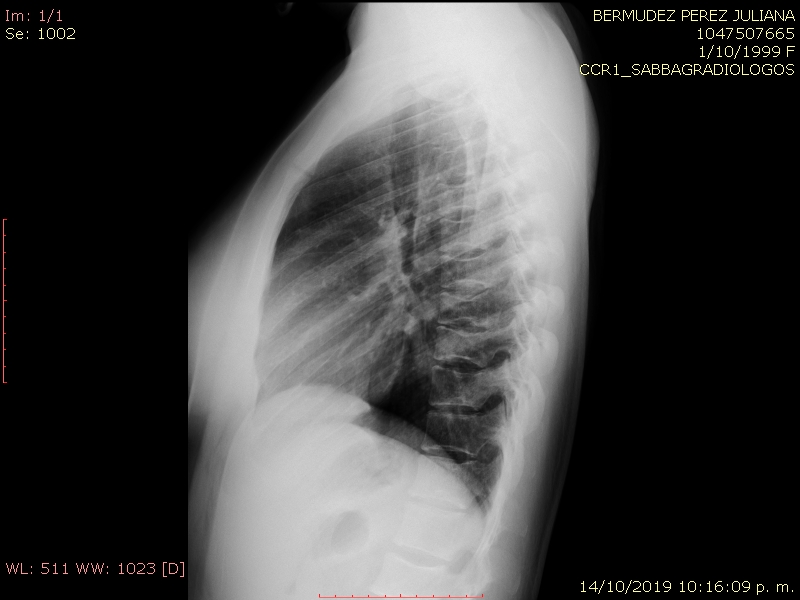 Im: 1/1
Se: 1002
BERMUDEZ PEREZ JULIANA
1047507665
1/10/1999 F
CCR1_SABBAGRADIOLOGOS
WL: 511 WW: 1023 [D]
14/10/2019 10:16:09 p. m.